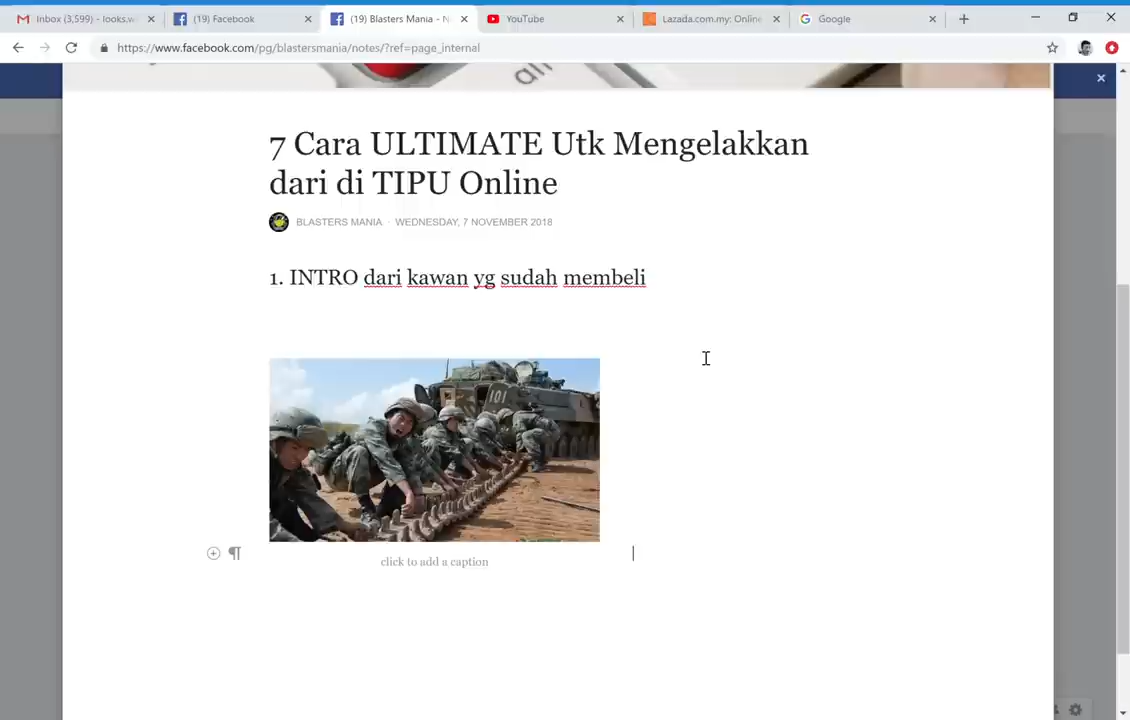 Inbox (3,599) - looks.w
(19) Facebook
(19) Blasters Mania - N
YouTube
Lazada.com.my: Online
Google
https://www.facebook.com/pg/blastersmania/notes/?ref=page_internal
all
7 Cara ULTIMATE Utk Mengelakkan
dari di TIPU Online
BLASTERS MANIA · WEDNESDAY, 7 NOVEMBER 2018
1. INTRO dari kawan yg sudah membeli
101
click to add a caption